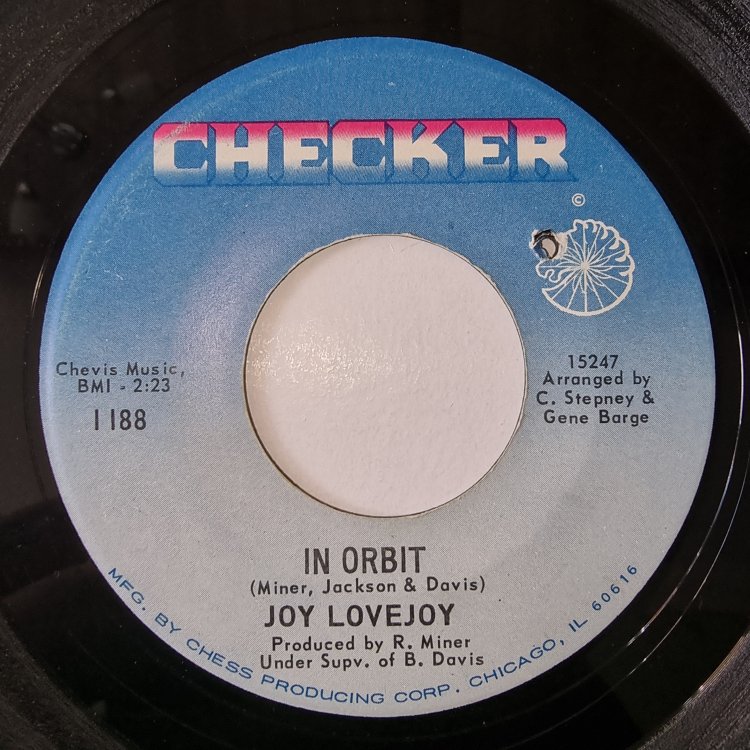 CHECKER
©
Chevis Music,
BMI - 2:23
1188
15247
Arranged by
C. Stepney &
Gene Barge
IN ORBIT
(Miner, Jackson & Davis)
JOY LOVEJOY
Produced by R. Miner
Under Supv. of B. Davis
MFG. BY CHESS PRODUCING CORP. CHICAGO, IL 60616